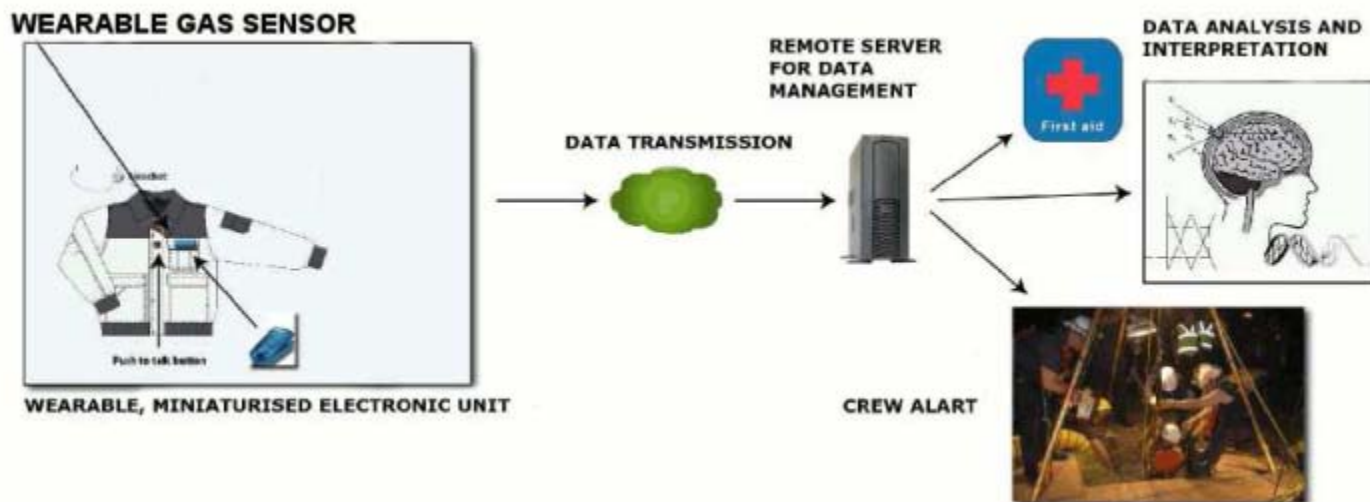 WEARABLE GAS SENSOR
Push to talk button
WEARABLE, MINIATURISED ELECTRONIC UNIT
DATA TRANSMISSION
REMOTE SERVER
FOR DATA
MANAGEMENT
First aid
DATA ANALYSIS AND
INTERPRETATION
CREW ALART